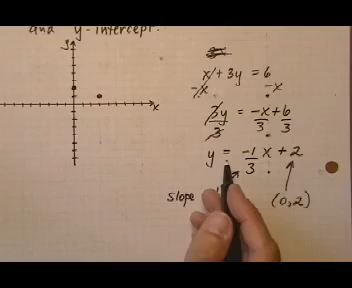 and y-intercept.
y
x
x + 3y = 6
-x -x
3y = -x + 6
3 3 3
y = -1/3 x + 2
slope (0,2)